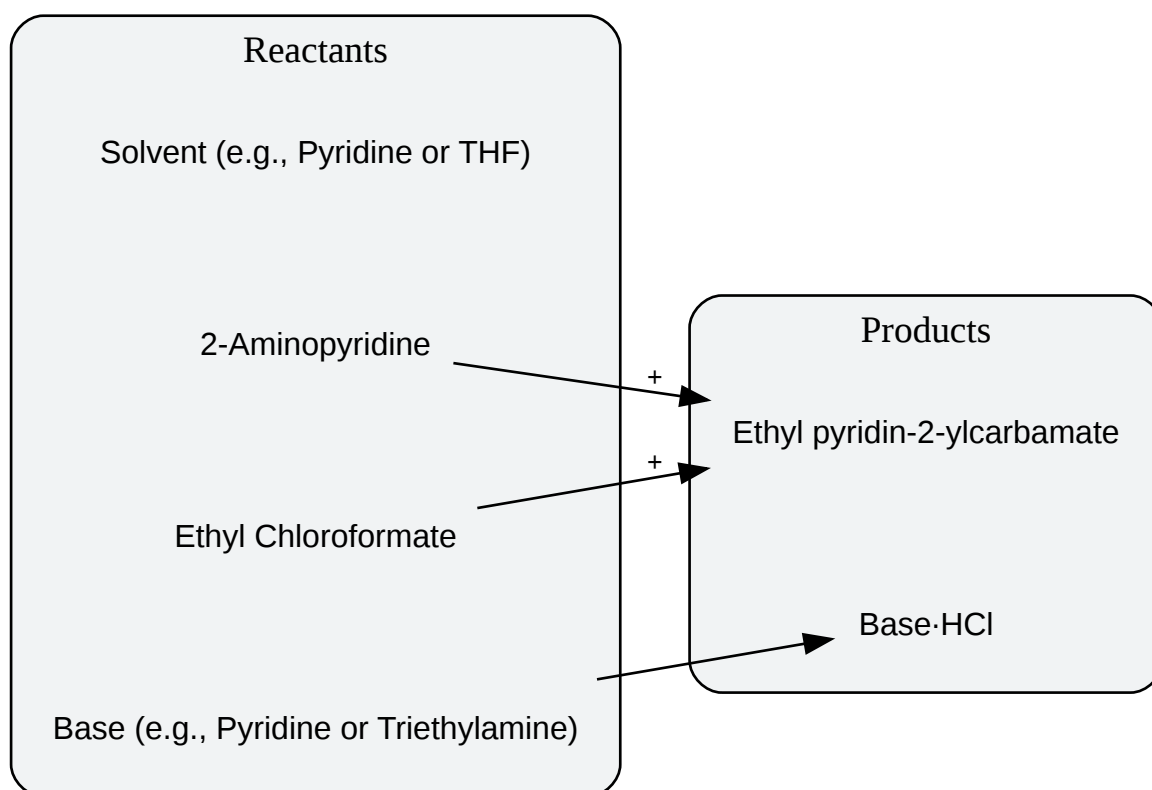 Reactants
Solvent (e.g., Pyridine or THF)
2-Aminopyridine
Ethyl Chloroformate
Base (e.g., Pyridine or Triethylamine)
+
+
Products
Ethyl pyridin-2-ylcarbamate
Base·HCl